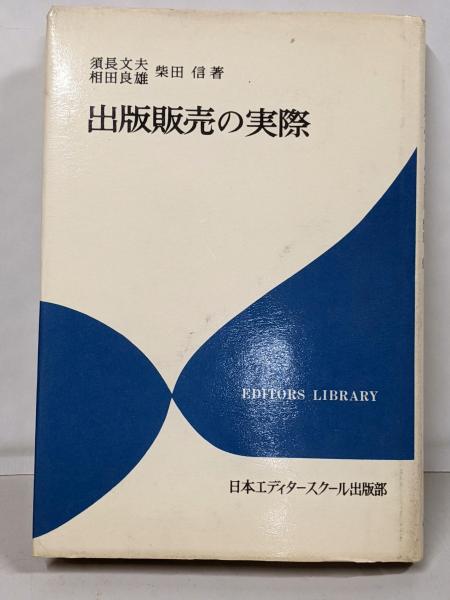 須長文夫
相田良雄 柴田 信 著
出版販売の実際
EDITORS LIBRARY
日本エディタースクール出版部